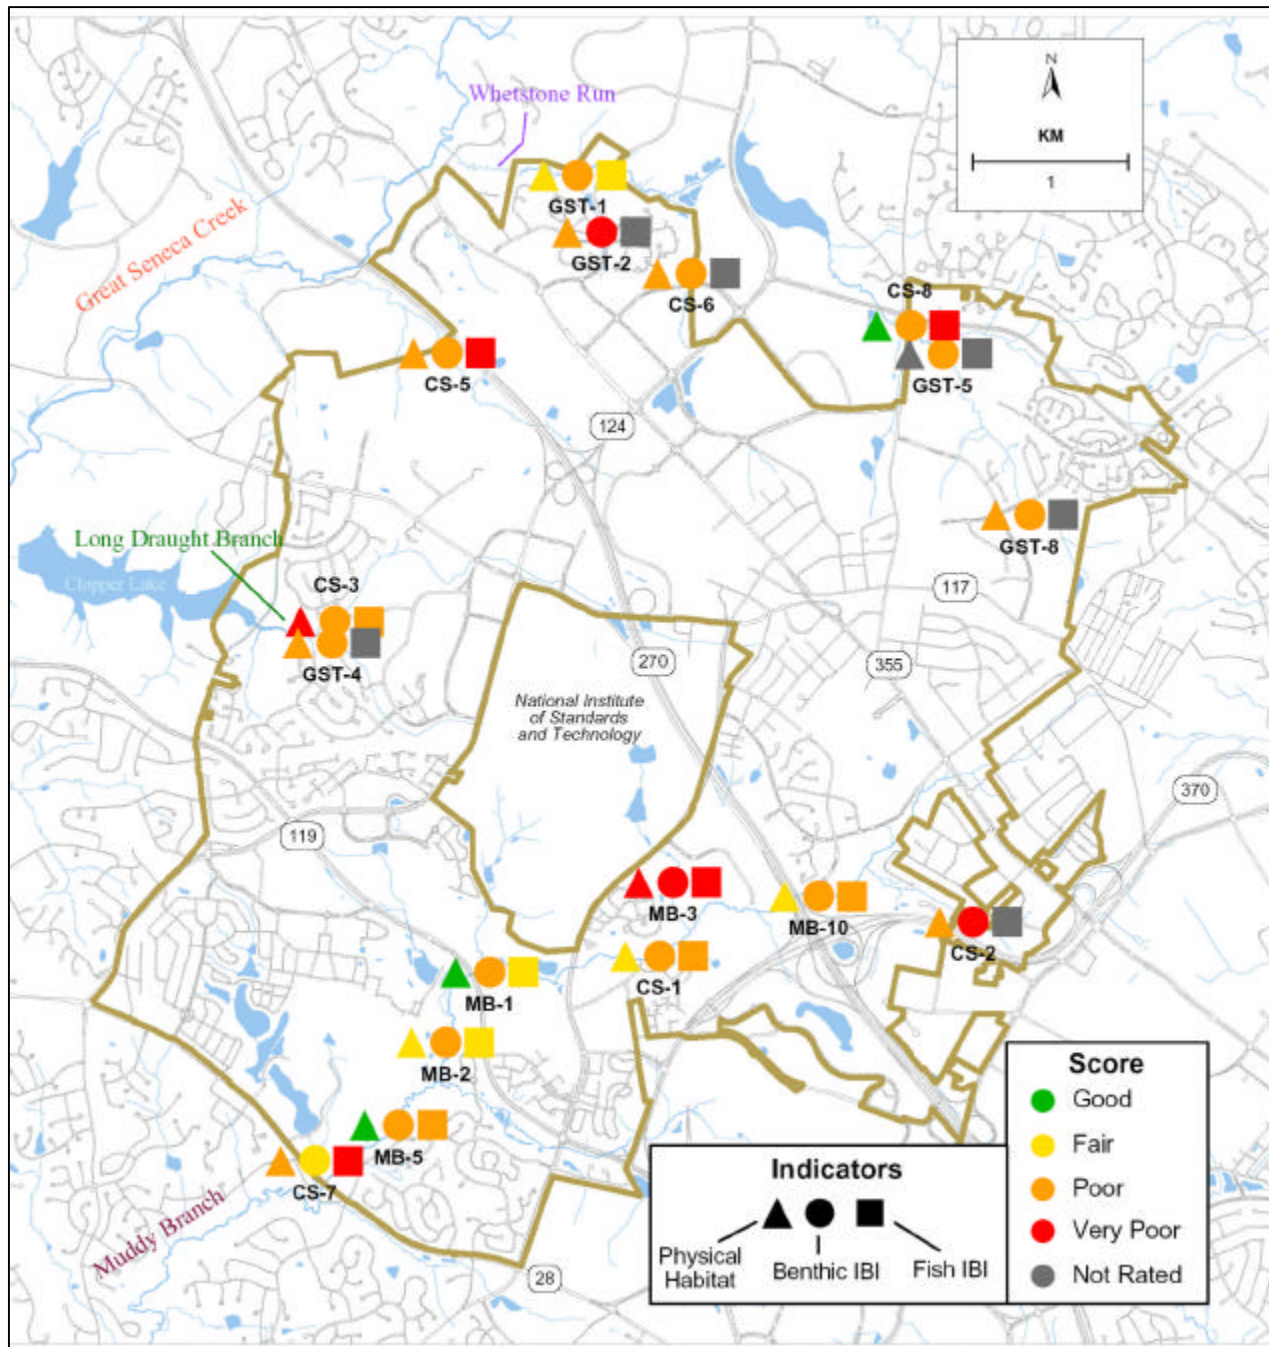 N
KM
1
Whetstone Run
GST-1
GST-2
Great Seneca Creek
CS-6
CS-8
CS-5
GST-5
124
GST-8
Long Draught Branch
CS-3
Clopper Lake
117
GST-4
270
355
National Institute
of Standards
and Technology
370
119
MB-3
MB-10
CS-2
CS-1
MB-1
MB-2
MB-5
CS-7
Muddy Branch
28
Score
Good
Fair
Poor
Very Poor
Not Rated
Indicators
Physical
Habitat
Benthic IBI
Fish IBI